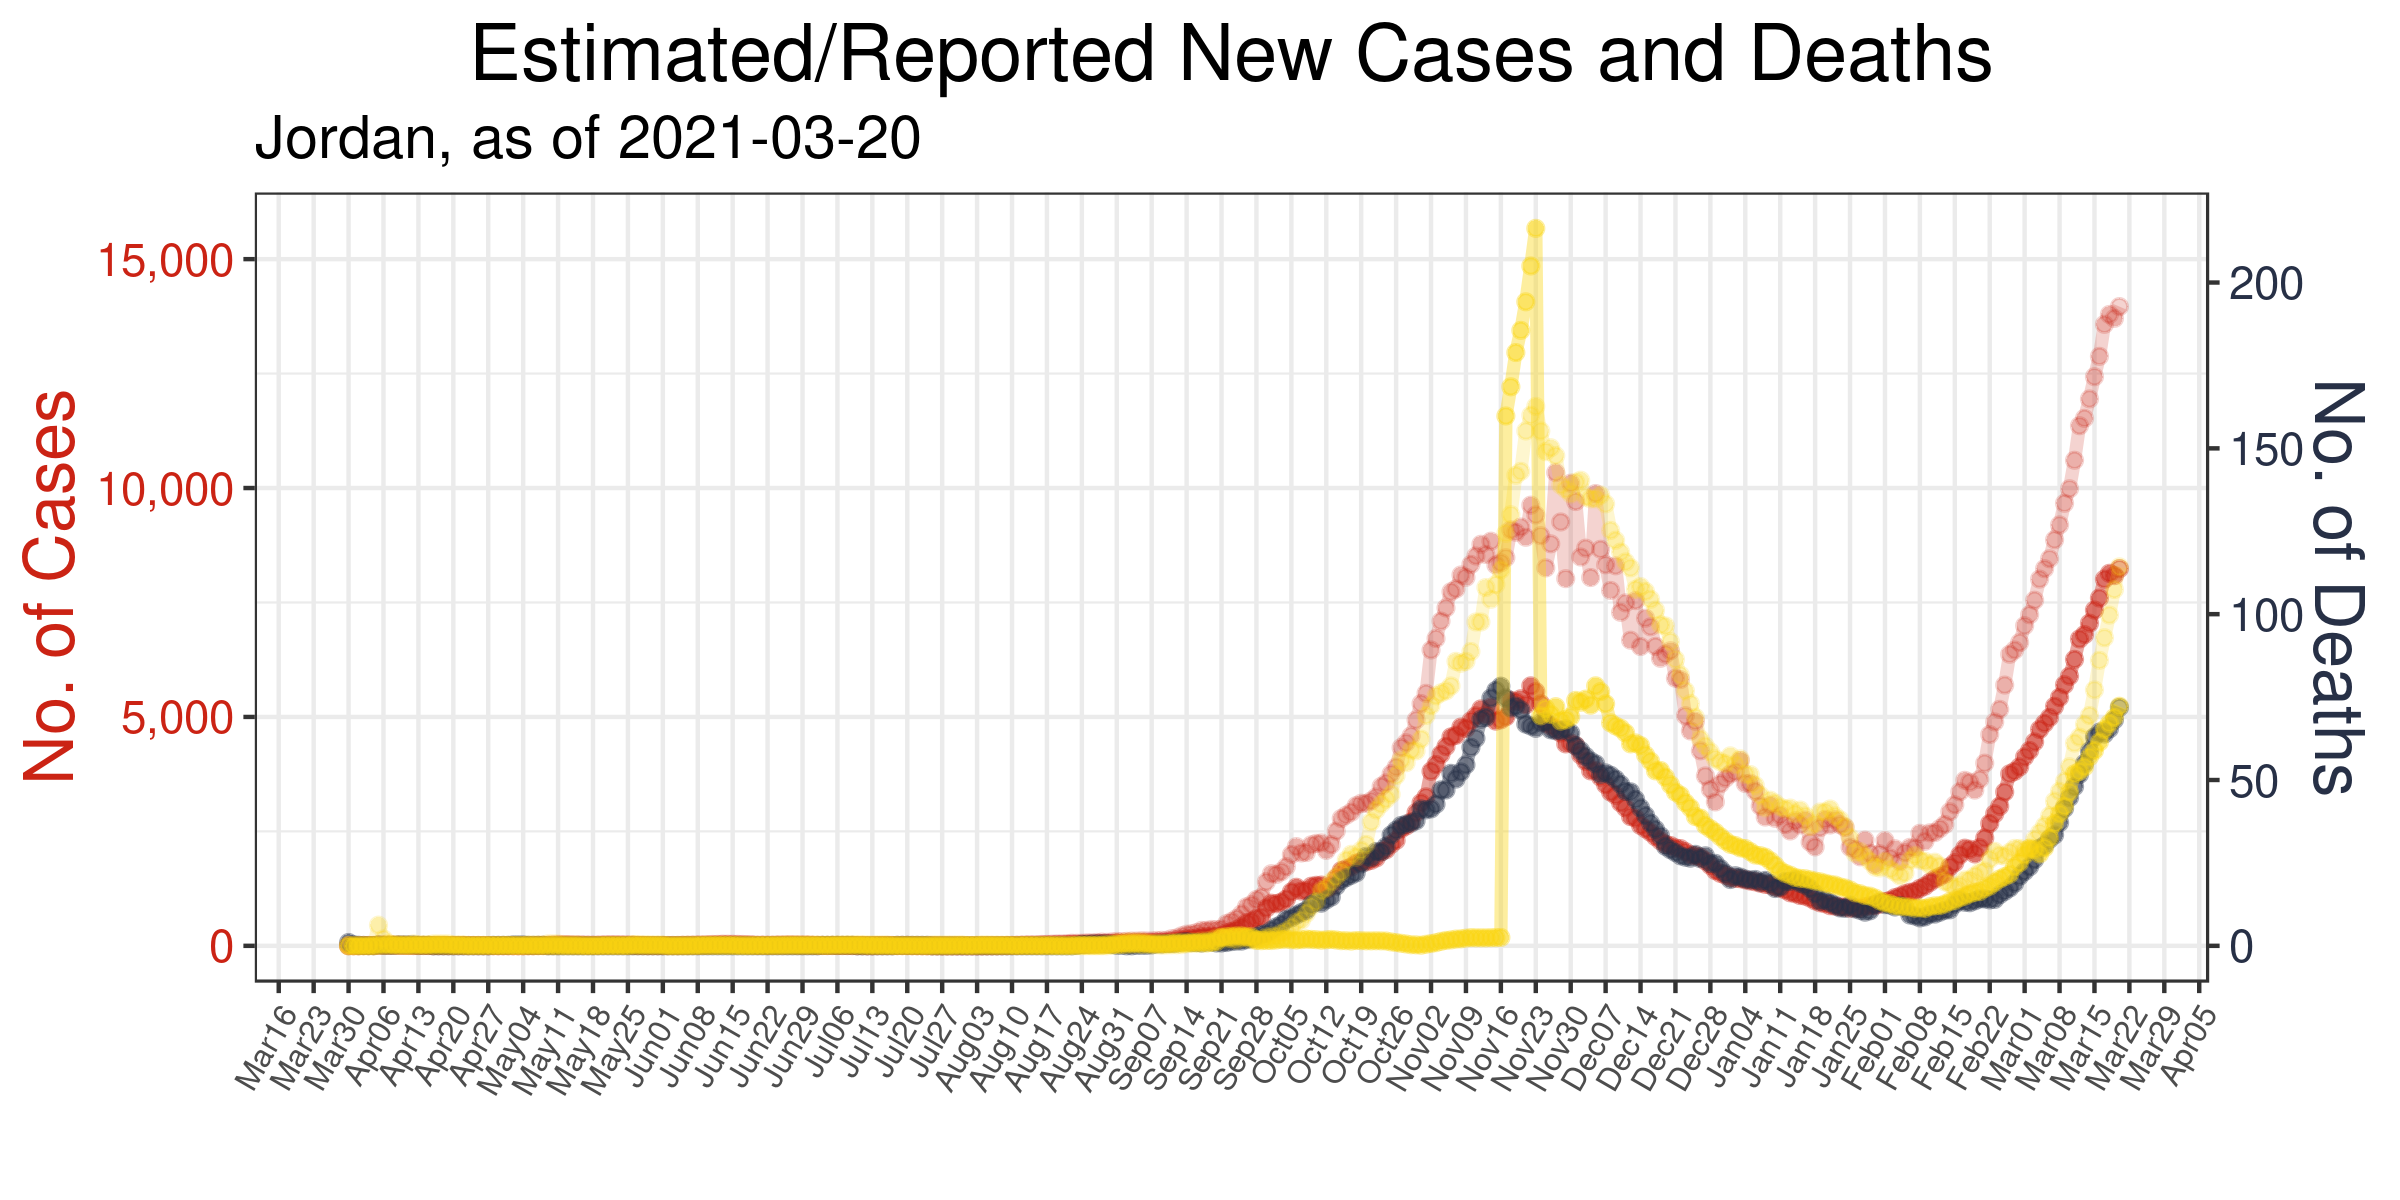 Estimated/Reported New Cases and Deaths
Jordan, as of 2021-03-20
No. of Cases
15,000
10,000
5,000
0
200
150
100
50
0
No. of Deaths
Mar16
Mar23
Mar30
Apr06
Apr13
Apr20
Apr27
May04
May11
May18
May25
Jun01
Jun08
Jun15
Jun22
Jun29
Jul06
Jul13
Jul20
Jul27
Aug03
Aug10
Aug17
Aug24
Aug31
Sep07
Sep14
Sep21
Sep28
Oct05
Oct12
Oct19
Oct26
Nov02
Nov09
Nov16
Nov23
Nov30
Dec07
Dec14
Dec21
Dec28
Jan04
Jan11
Jan18
Jan25
Feb01
Feb08
Feb15
Feb22
Mar01
Mar08
Mar15
Mar22
Mar29
Apr05